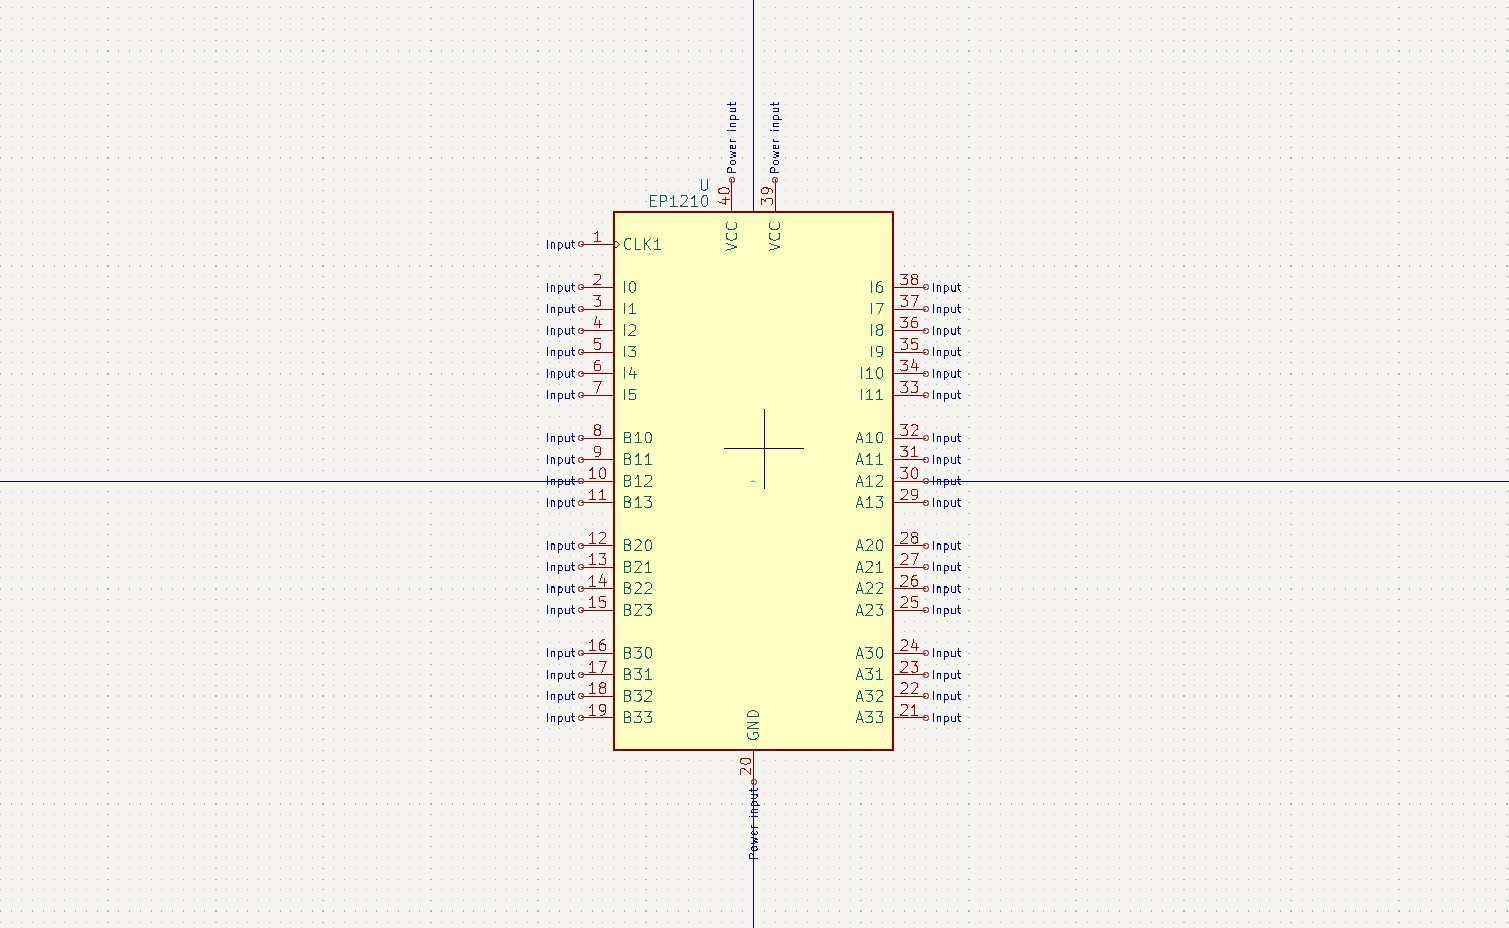 Power input Power input
U
EP1210 40 39
VCC VCC
Input 1 CLK1
Input 2 I0 I6 38 Input
Input 3 I1 I7 37 Input
Input 4 I2 I8 36 Input
Input 5 I3 I9 35 Input
Input 6 I4 I10 34 Input
Input 7 I5 I11 33 Input
Input 8 B10 A10 32 Input
Input 9 B11 A11 31 Input
Input 10 B12 A12 30 Input
Input 11 B13 A13 29 Input
Input 12 B20 A20 28 Input
Input 13 B21 A21 27 Input
Input 14 B22 A22 26 Input
Input 15 B23 A23 25 Input
Input 16 B30 A30 24 Input
Input 17 B31 A31 23 Input
Input 18 B32 A32 22 Input
Input 19 B33 A33 21 Input
GND
20
Power input